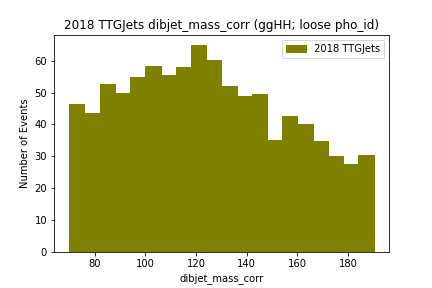 2018 TTGJets dibjet_mass_corr (ggHH; loose pho_id)
2018 TTGJets
Number of Events
60
50
40
30
20
10
0
80 100 120 140 160 180
dibjet_mass_corr